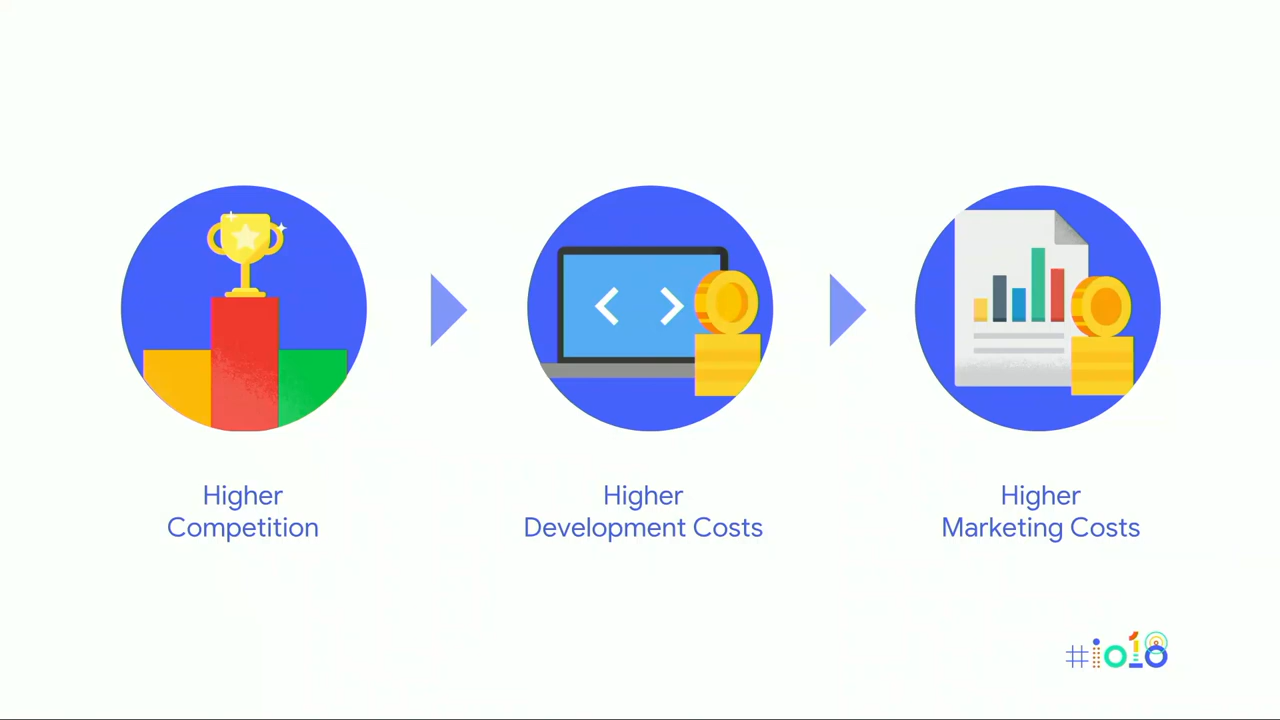 Higher
Competition
Higher
Development Costs
Higher
Marketing Costs
#io18